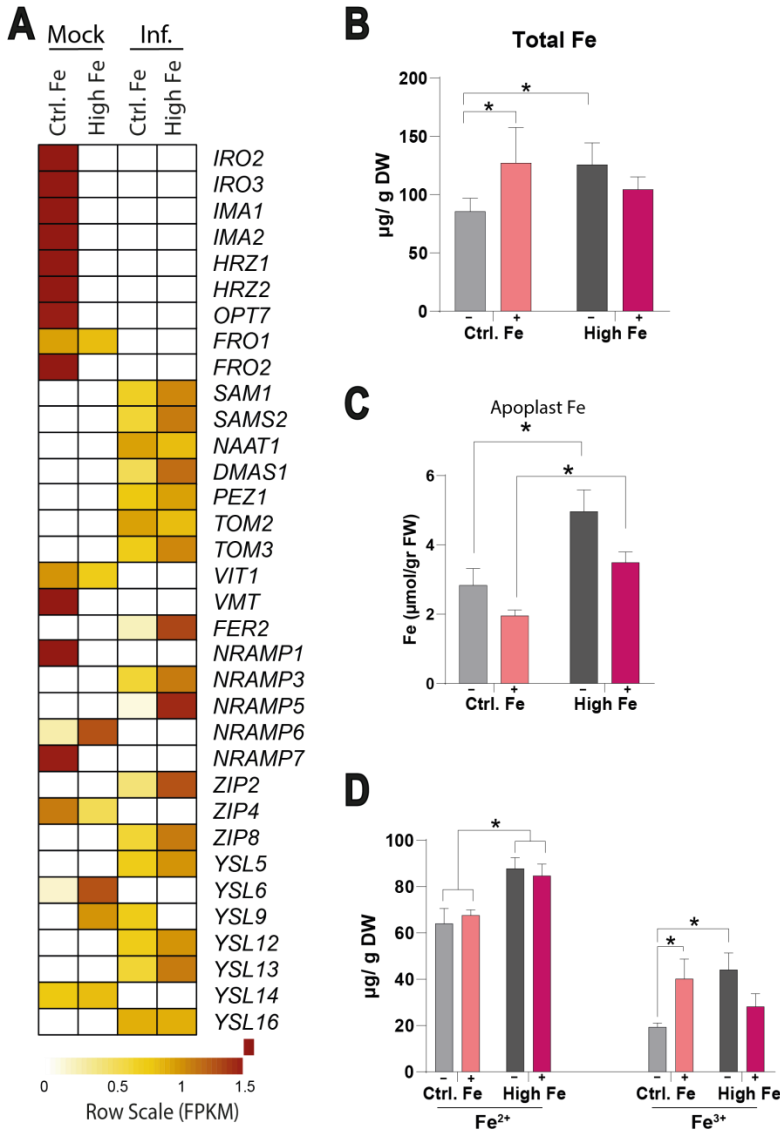 A
Mock Inf.
Ctrl. Fe High Fe Ctrl. Fe High Fe
IRO2
IRO3
IMA1
IMA2
HRZ1
HRZ2
OPT7
FRO1
FRO2
SAM1
SAMS2
NAAT1
DMAS1
PEZ1
TOM2
TOM3
VIT1
VMT
FER2
NRAMP1
NRAMP3
NRAMP5
NRAMP6
NRAMP7
ZIP2
ZIP4
ZIP8
YSL5
YSL6
YSL9
YSL12
YSL13
YSL14
YSL16
0 0.5 1 1.5
Row Scale (FPKM)
B
Total Fe
µg/ g DW
200
150
100
50
0
* *
− + − +
Ctrl. Fe High Fe
C
Apoplast Fe
Fe (µmol/gr FW)
6
4
2
0
* *
− + − +
Ctrl. Fe High Fe
D
µg/ g DW
100
80
60
40
20
0
* * *
− + − + − + − +
Ctrl. Fe High Fe Ctrl. Fe High Fe
Fe²⁺ Fe³⁺